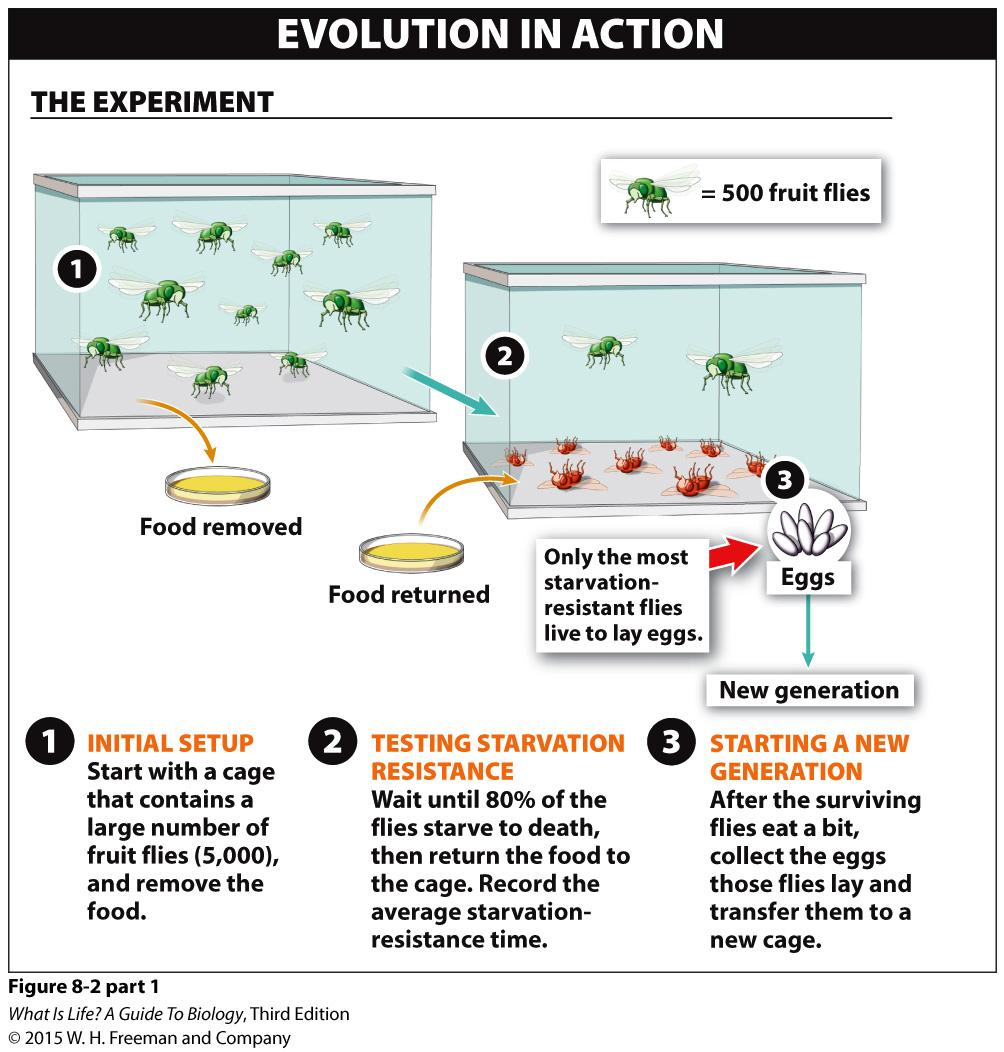 EVOLUTION IN ACTION
THE EXPERIMENT
= 500 fruit flies
1
2
3
Food removed
Food returned
Only the most
starvation-
resistant flies
live to lay eggs.
Eggs
New generation
1 INITIAL SETUP
Start with a cage
that contains a
large number of
fruit flies (5,000),
and remove the
food.
2 TESTING STARVATION
RESISTANCE
Wait until 80% of the
flies starve to death,
then return the food to
the cage. Record the
average starvation-
resistance time.
3 STARTING A NEW
GENERATION
After the surviving
flies eat a bit,
collect the eggs
those flies lay and
transfer them to a
new cage.
Figure 8-2 part 1
What Is Life? A Guide To Biology, Third Edition
© 2015 W. H. Freeman and Company